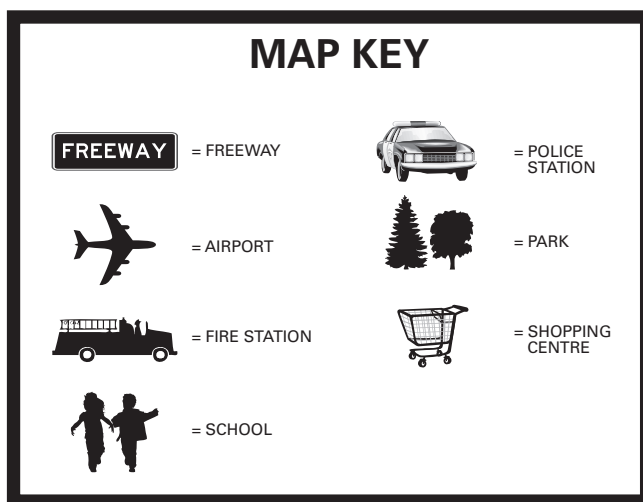 MAP KEY
FREEWAY = FREEWAY
= AIRPORT
= FIRE STATION
= SCHOOL
= POLICE
STATION
= PARK
= SHOPPING
CENTRE